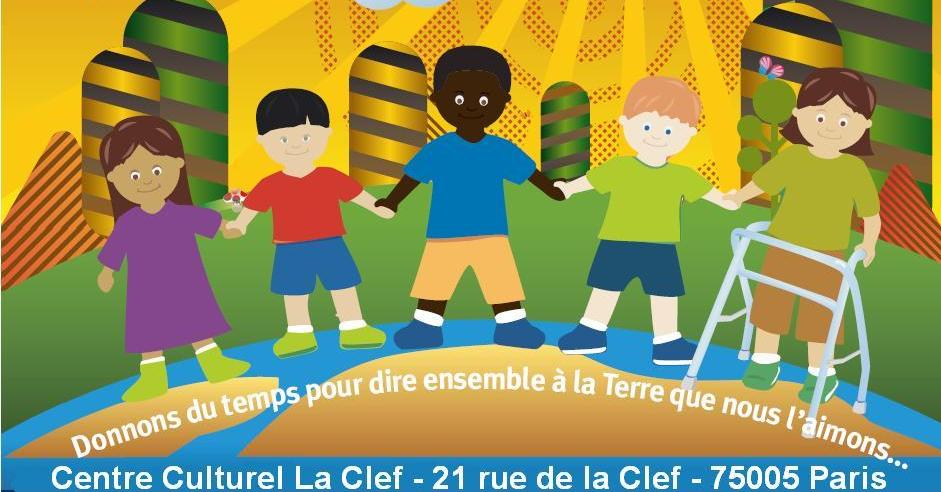 Donnons du temps pour dire ensemble à la Terre que nous l'aimons...
Centre Culturel La Clef - 21 rue de la Clef - 75005 Paris